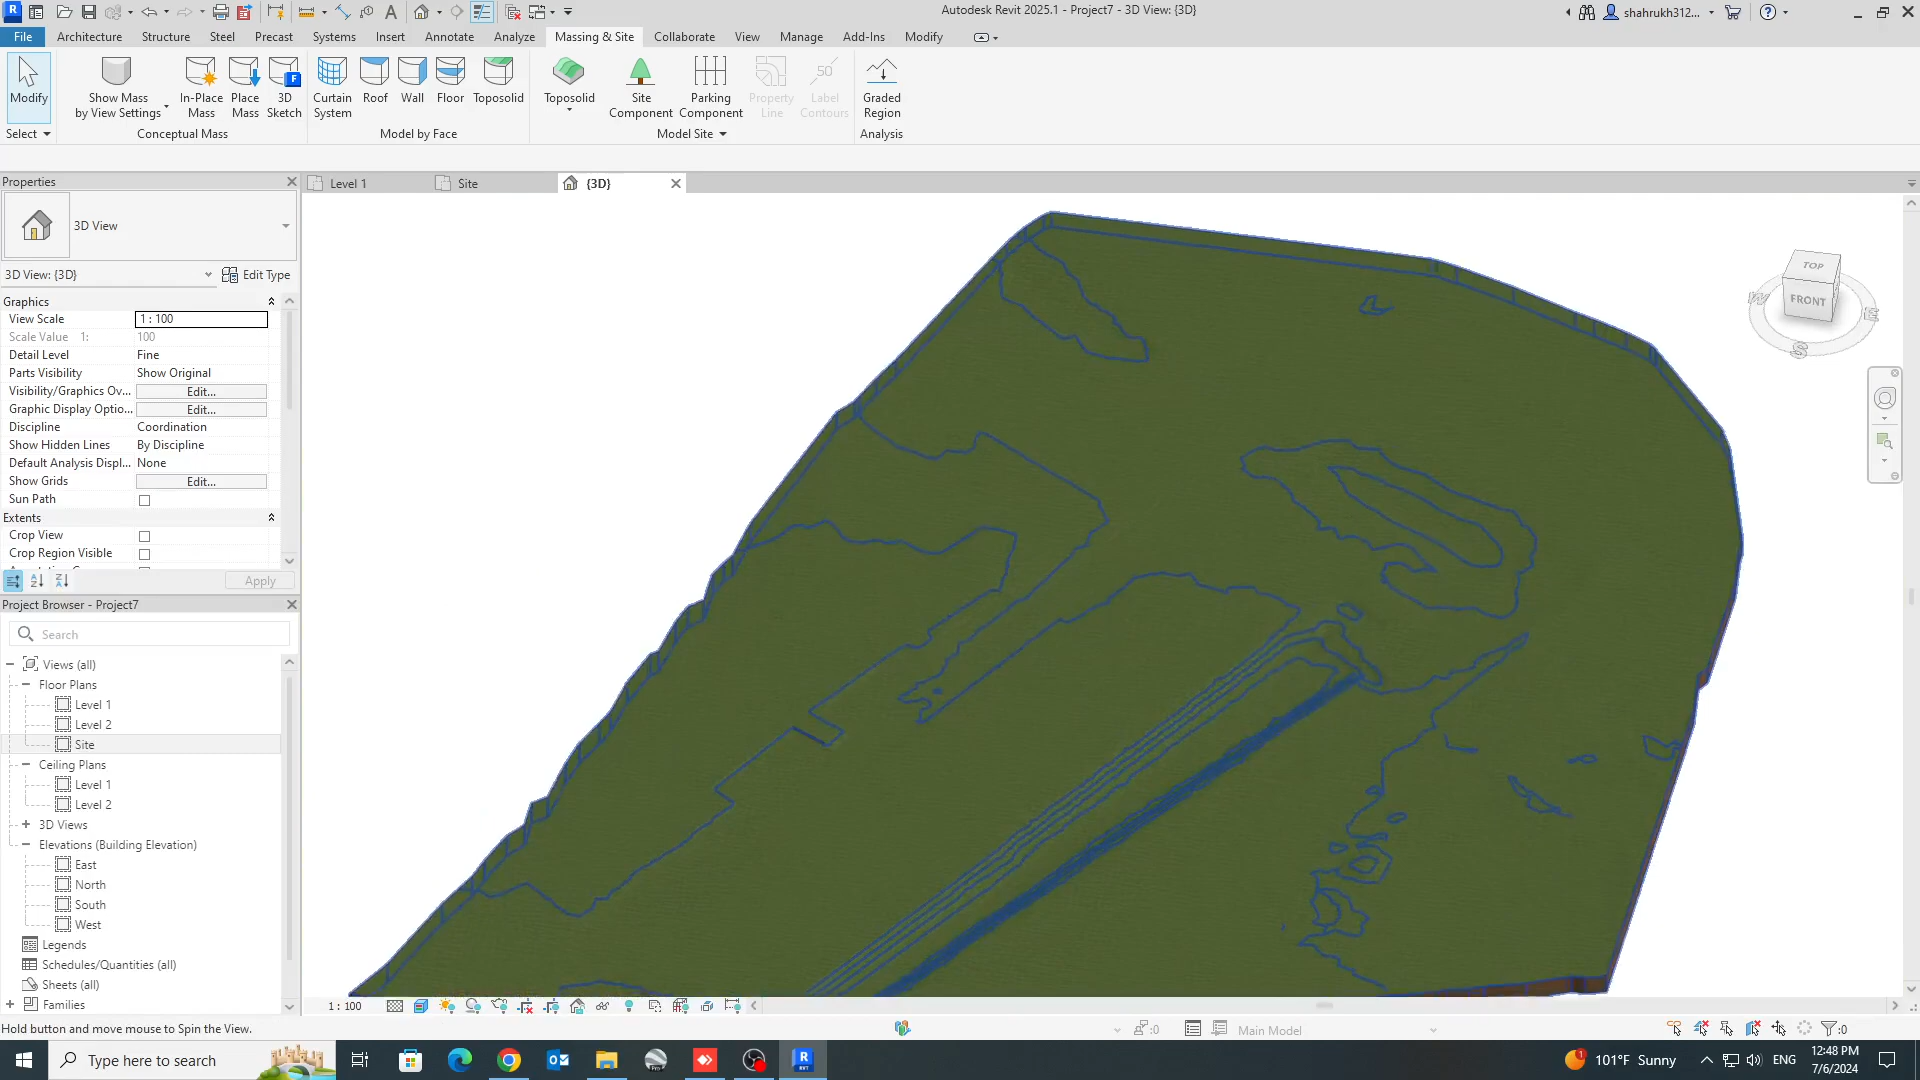 Autodesk Revit 2025.1 - Project7 - 3D View: {3D}
shahrukh312...
File Architecture Structure Steel Precast Systems Insert Annotate Analyze Massing & Site Collaborate View Manage Add-Ins Modify
Modify
Show Mass
by View Settings
In-Place
Mass
Place
Mass
3D
Sketch
Curtain
System
Roof
Wall
Floor
Toposolid
Toposolid
Site
Component
Parking
Component
Property
Line
Label
Contours
Graded
Region
Select
Conceptual Mass
Model by Face
Model Site
Analysis
Properties
Level 1
Site
{3D}
3D View
3D View: {3D}
Edit Type
Graphics
View Scale 1 : 100
Scale Value 1: 100
Detail Level Fine
Parts Visibility Show Original
Visibility/Graphics Ov... Edit...
Graphic Display Optio... Edit...
Discipline Coordination
Show Hidden Lines By Discipline
Default Analysis Displ... None
Show Grids Edit...
Sun Path
Extents
Crop View
Crop Region Visible
Apply
Project Browser - Project7
Search
Views (all)
Floor Plans
Level 1
Level 2
Site
Ceiling Plans
Level 1
Level 2
3D Views
Elevations (Building Elevation)
East
North
South
West
Legends
Schedules/Quantities (all)
Sheets (all)
Families
TOP
FRONT
W
E
S
1 : 100
Hold button and move mouse to Spin the View.
:0
Main Model
:0
Type here to search
101°F Sunny
ENG
12:48 PM
7/6/2024